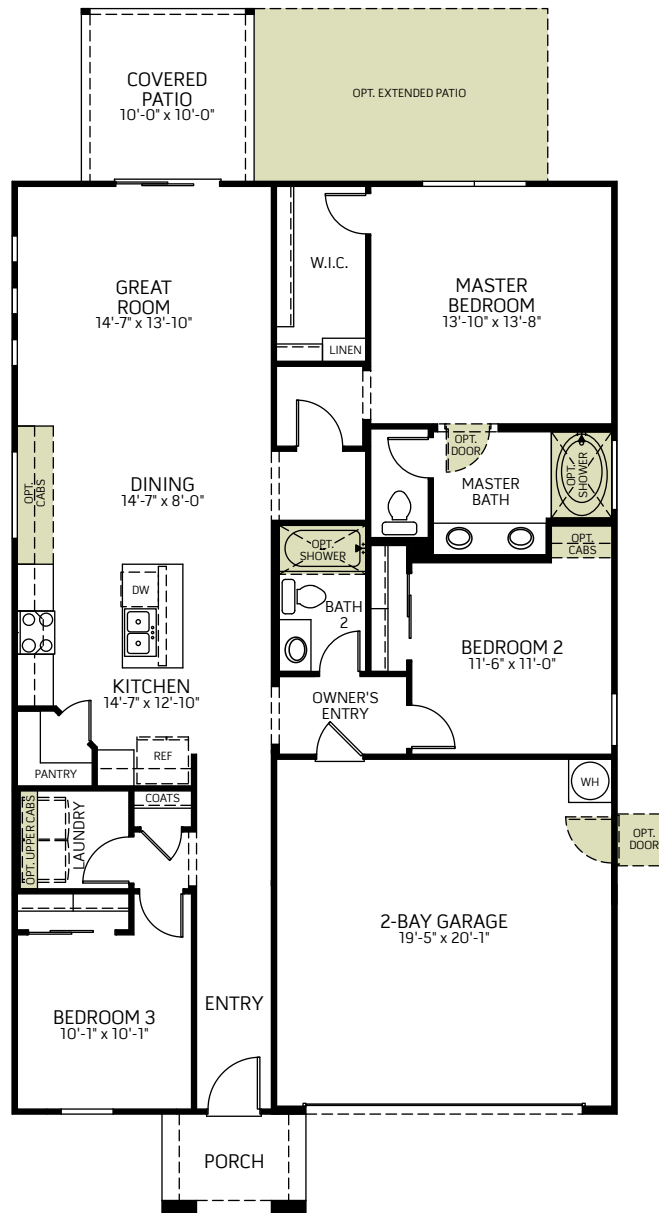 COVERED
PATIO
10'-0" x 10'-0"
OPT. EXTENDED PATIO
GREAT
ROOM
14'-7" x 13'-10"
W.I.C.
LINEN
MASTER
BEDROOM
13'-10" x 13'-8"
OPT.
CABS
DINING
14'-7" x 8'-0"
OPT.
DOOR
MASTER
BATH
OPT.
SHOWER
OPT.
SHOWER
OPT.
CABS
DW
BATH
2
BEDROOM 2
11'-6" x 11'-0"
KITCHEN
14'-7" x 12'-10"
OWNER'S
ENTRY
PANTRY
REF
WH
COATS
OPT. UPPER CABS
LAUNDRY
OPT.
DOOR
2-BAY GARAGE
19'-5" x 20'-1"
ENTRY
BEDROOM 3
10'-1" x 10'-1"
PORCH